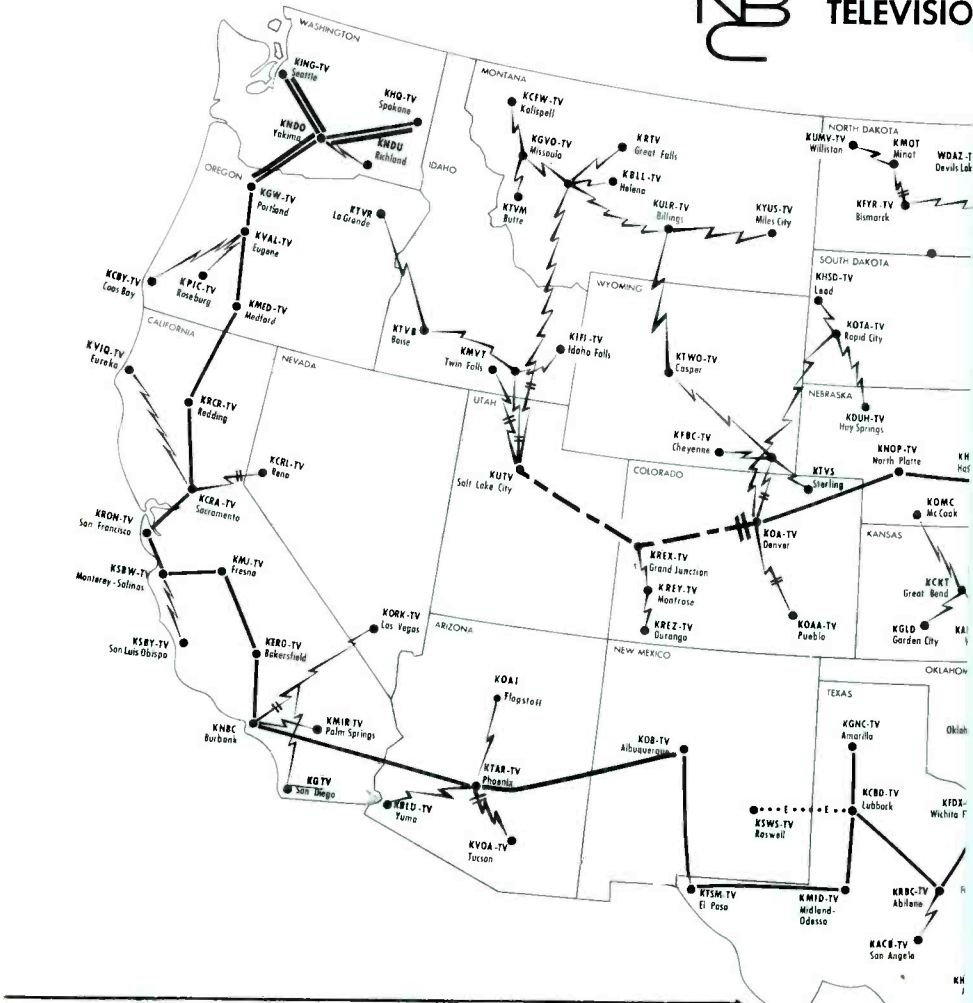 NBC
TELEVISIO
WASHINGTON
KING-TV
Seattle
KHQ-TV
Spokane
KNDO
Yakima
KNDU
Richland
OREGON
IDAHO
KGW-TV
Portland
KTVR
La Grande
KVAL-TV
Eugene
KCBY-TV
Coos Bay
KPIC-TV
Roseburg
KMED-TV
Medford
KTVB
Boise
KMVT
Twin Falls
KIFI-TV
Idaho Falls
MONTANA
KCFW-TV
Kalispell
KGVO-TV
Missoula
KRTV
Great Falls
KBLL-TV
Helena
KTVM
Butte
KULR-TV
Billings
KYUS-TV
Miles City
NORTH DAKOTA
KUMV-TV
Williston
KMOT
Minot
WDAZ-T
Devils Lak
KFYR-TV
Bismarck
SOUTH DAKOTA
KHSD-TV
Lead
KOTA-TV
Rapid City
WYOMING
KTWO-TV
Casper
KFBC-TV
Cheyenne
NEBRASKA
KDUH-TV
Hay Springs
KNOP-TV
North Platte
KH
Has
KTVS
Sterling
CALIFORNIA
KVIQ-TV
Eureka
KRCR-TV
Redding
NEVADA
KCRL-TV
Reno
KCRA-TV
Sacramento
KRON-TV
San Francisco
KSBW-TV
Monterey-Salinas
KMJ-TV
Fresno
KSBY-TV
San Luis Obispo
KERO-TV
Bakersfield
KORK-TV
Las Vegas
KNBC
Burbank
KMIR-TV
Palm Springs
KGTV
San Diego
UTAH
KUTV
Salt Lake City
COLORADO
KREX-TV
Grand Junction
KREY-TV
Montrose
KREZ-TV
Durango
KOA-TV
Denver
KOAA-TV
Pueblo
KOMC
McCook
KANSAS
KCKT
Great Bend
KGLD
Garden City
ARIZONA
KOAI
Flagstaff
KTAR-TV
Phoenix
KBLU-TV
Yuma
KVOA-TV
Tucson
NEW MEXICO
KOB-TV
Albuquerque
KSWS-TV
Roswell
E E
OKLAHOM
Oklah
TEXAS
KGNC-TV
Amarillo
KCBD-TV
Lubbock
KFDX-
Wichita F
KTSM-TV
El Paso
KMID-TV
Midland-
Odessa
KRBC-TV
Abilene
KACB-TV
San Angelo
KH